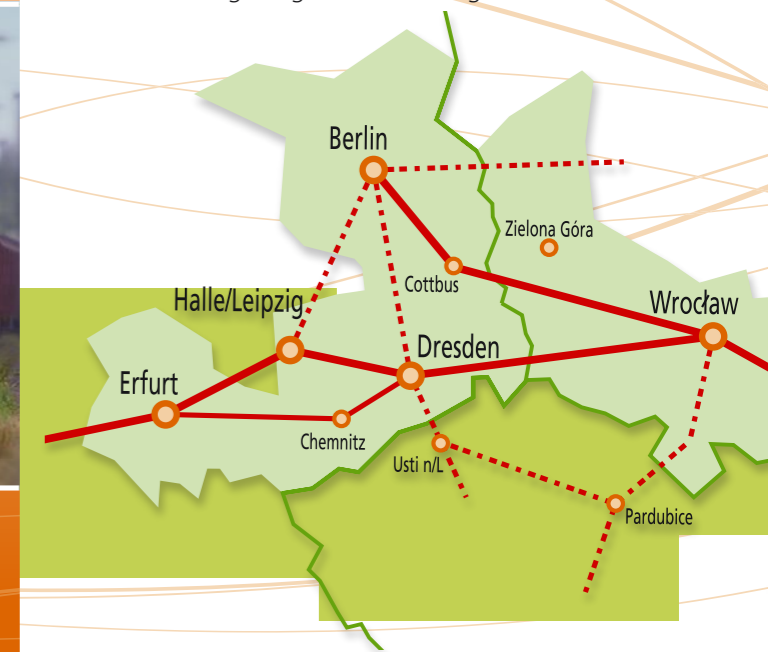 Berlin
Zielona Góra
Cottbus
Halle/Leipzig
Wrocław
Dresden
Erfurt
Chemnitz
Usti n/L
Pardubice